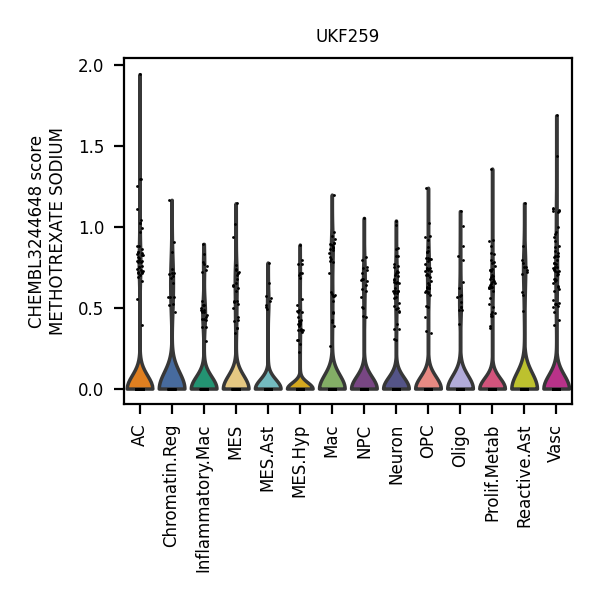 UKF259
CHEMBL3244648 score
METHOTREXATE SODIUM
2.0
1.5
1.0
0.5
0.0
AC
Chromatin.Reg
Inflammatory.Mac
MES
MES.Ast
MES.Hyp
Mac
NPC
Neuron
OPC
Oligo
Prolif.Metab
Reactive.Ast
Vasc